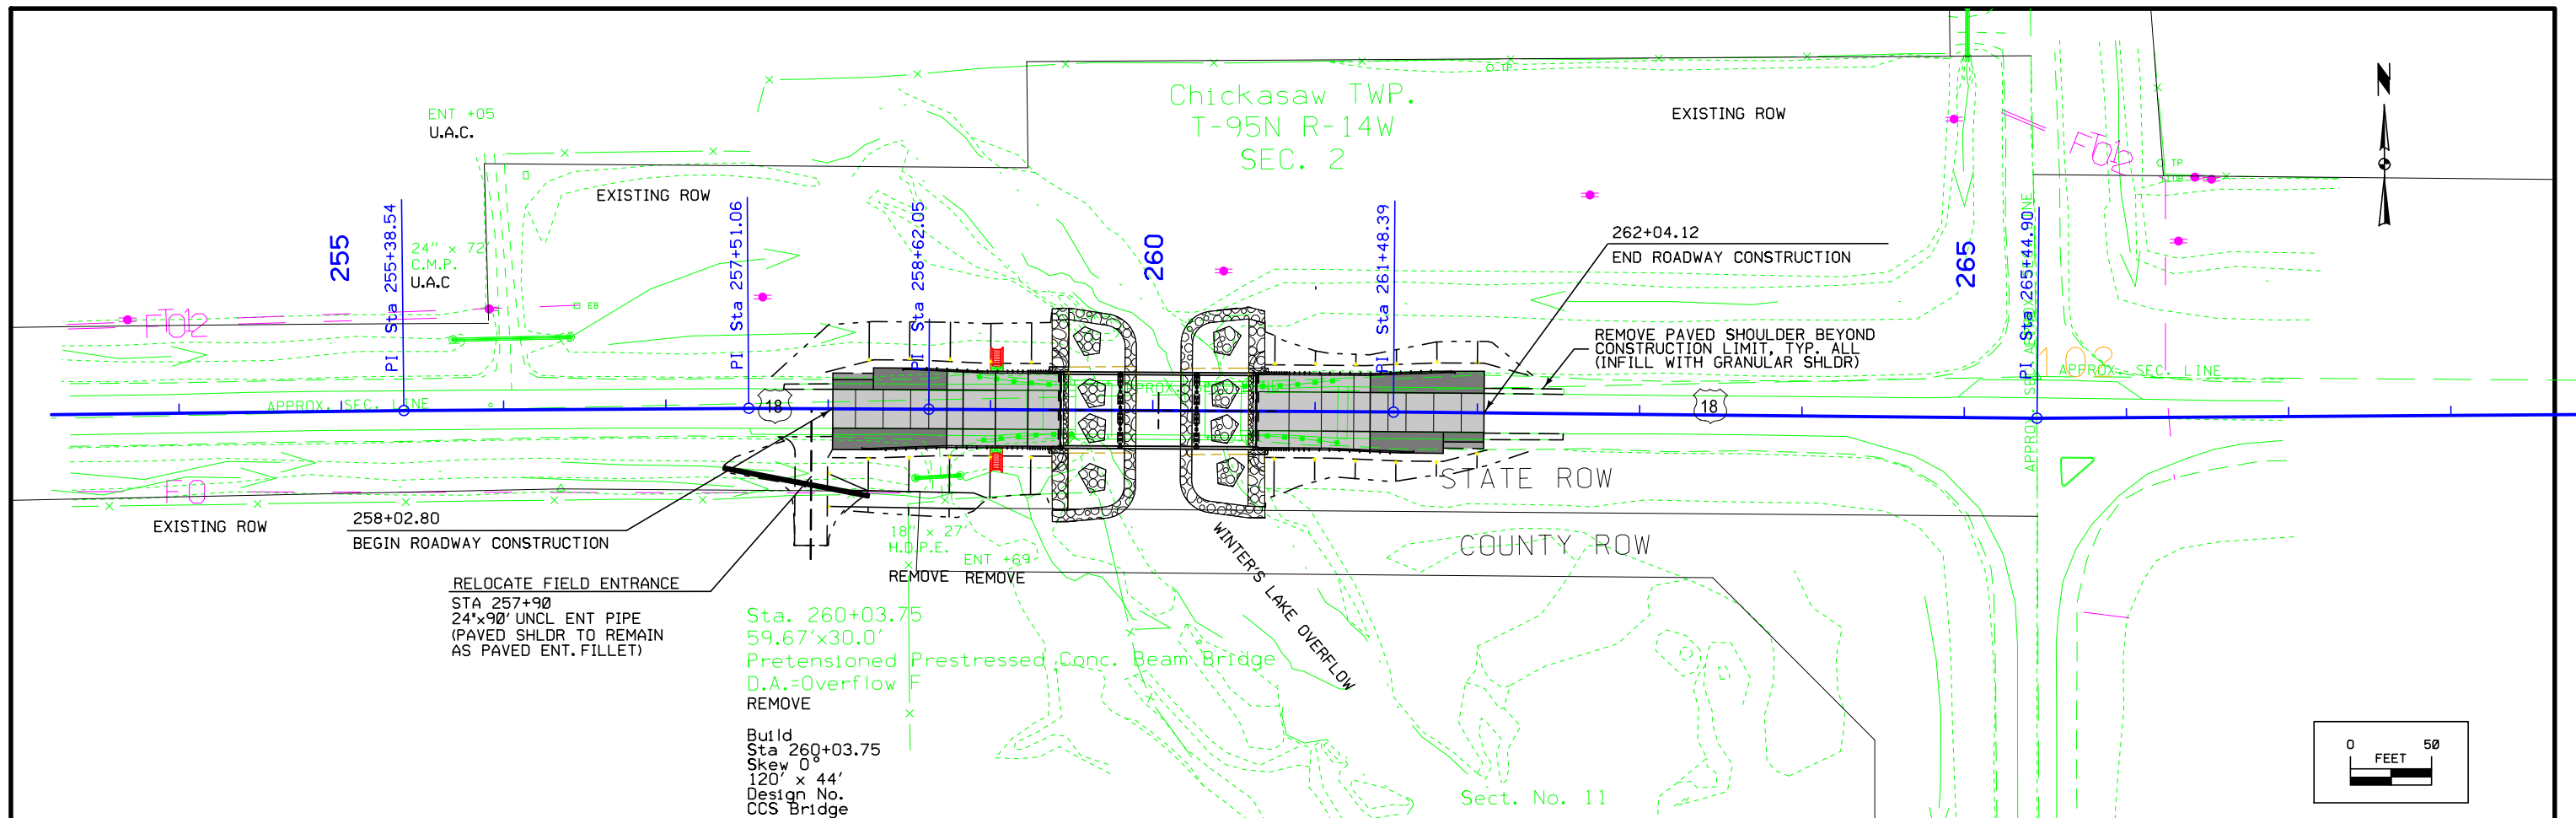 Chickasaw TWP.
T-95N R-14W
SEC. 2
ENT +05
U.A.C.
EXISTING ROW
EXISTING ROW
N
TP
TP
255
PI Sta 255+38.54
24" x 72'
C.M.P.
U.A.C
PI Sta 257+51.06
PI Sta 258+62.05
260
PI Sta 261+48.39
262+04.12
END ROADWAY CONSTRUCTION
265
PI Sta 265+44.90
EB
REMOVE PAVED SHOULDER BEYOND
CONSTRUCTION LIMIT, TYP. ALL
(INFILL WITH GRANULAR SHLDR)
102
APPROX. SEC. LINE
APPROX. SEC. LINE
18
18
STATE ROW
COUNTY ROW
EXISTING ROW
258+02.80
BEGIN ROADWAY CONSTRUCTION
RELOCATE FIELD ENTRANCE
STA 257+90
24"x90' UNCL ENT PIPE
(PAVED SHLDR TO REMAIN
AS PAVED ENT. FILLET)
18" x 27'
H.D.P.E.
REMOVE
ENT +69
REMOVE
WINTER'S LAKE OVERFLOW
Sta. 260+03.75
59.67'x30.0'
Pretensioned Prestressed Conc. Beam Bridge
D.A.=Overflow F
REMOVE
Build
Sta 260+03.75
Skew 0°
120' x 44'
Design No.
CCS Bridge
Sect. No. 11
0 50
FEET